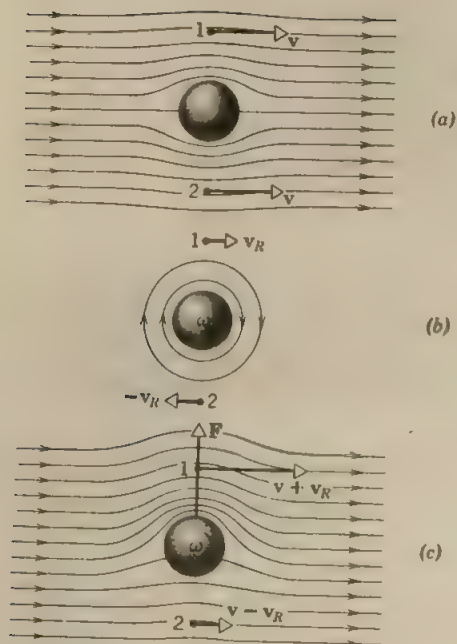 1 v
(a)
2 v
1 v_R
ω
(b)
-v_R 2
F
1
v + v_R
ω
(c)
v - v_R
2